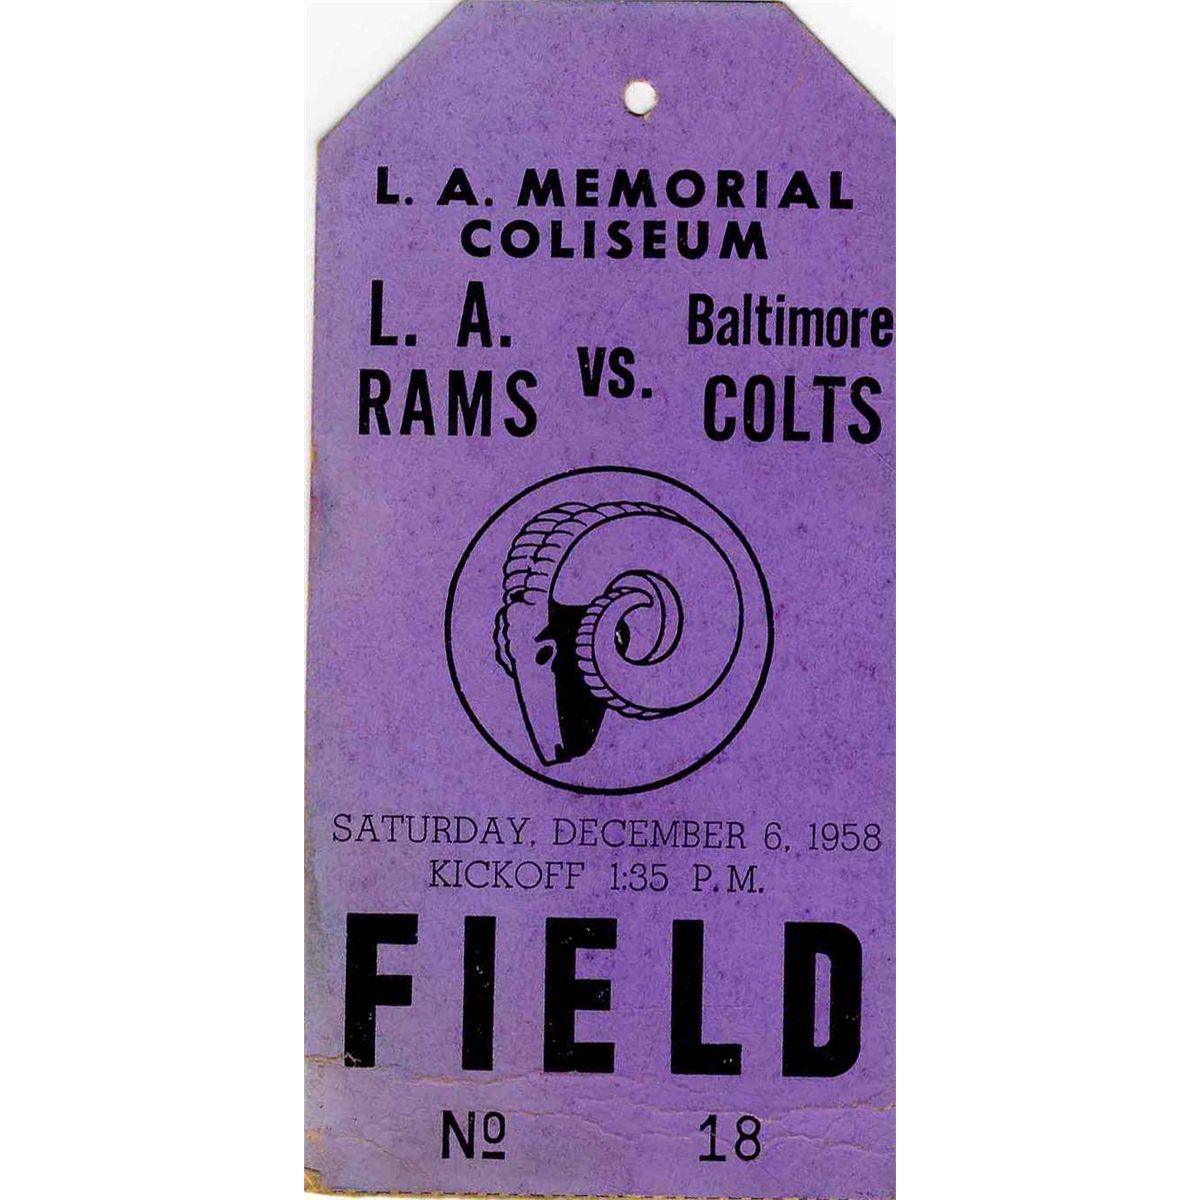 L. A. MEMORIAL
COLISEUM
L. A.
RAMS
VS.
Baltimore
COLTS
SATURDAY, DECEMBER 6, 1958
KICKOFF 1:35 P.M.
FIELD
Nº 18